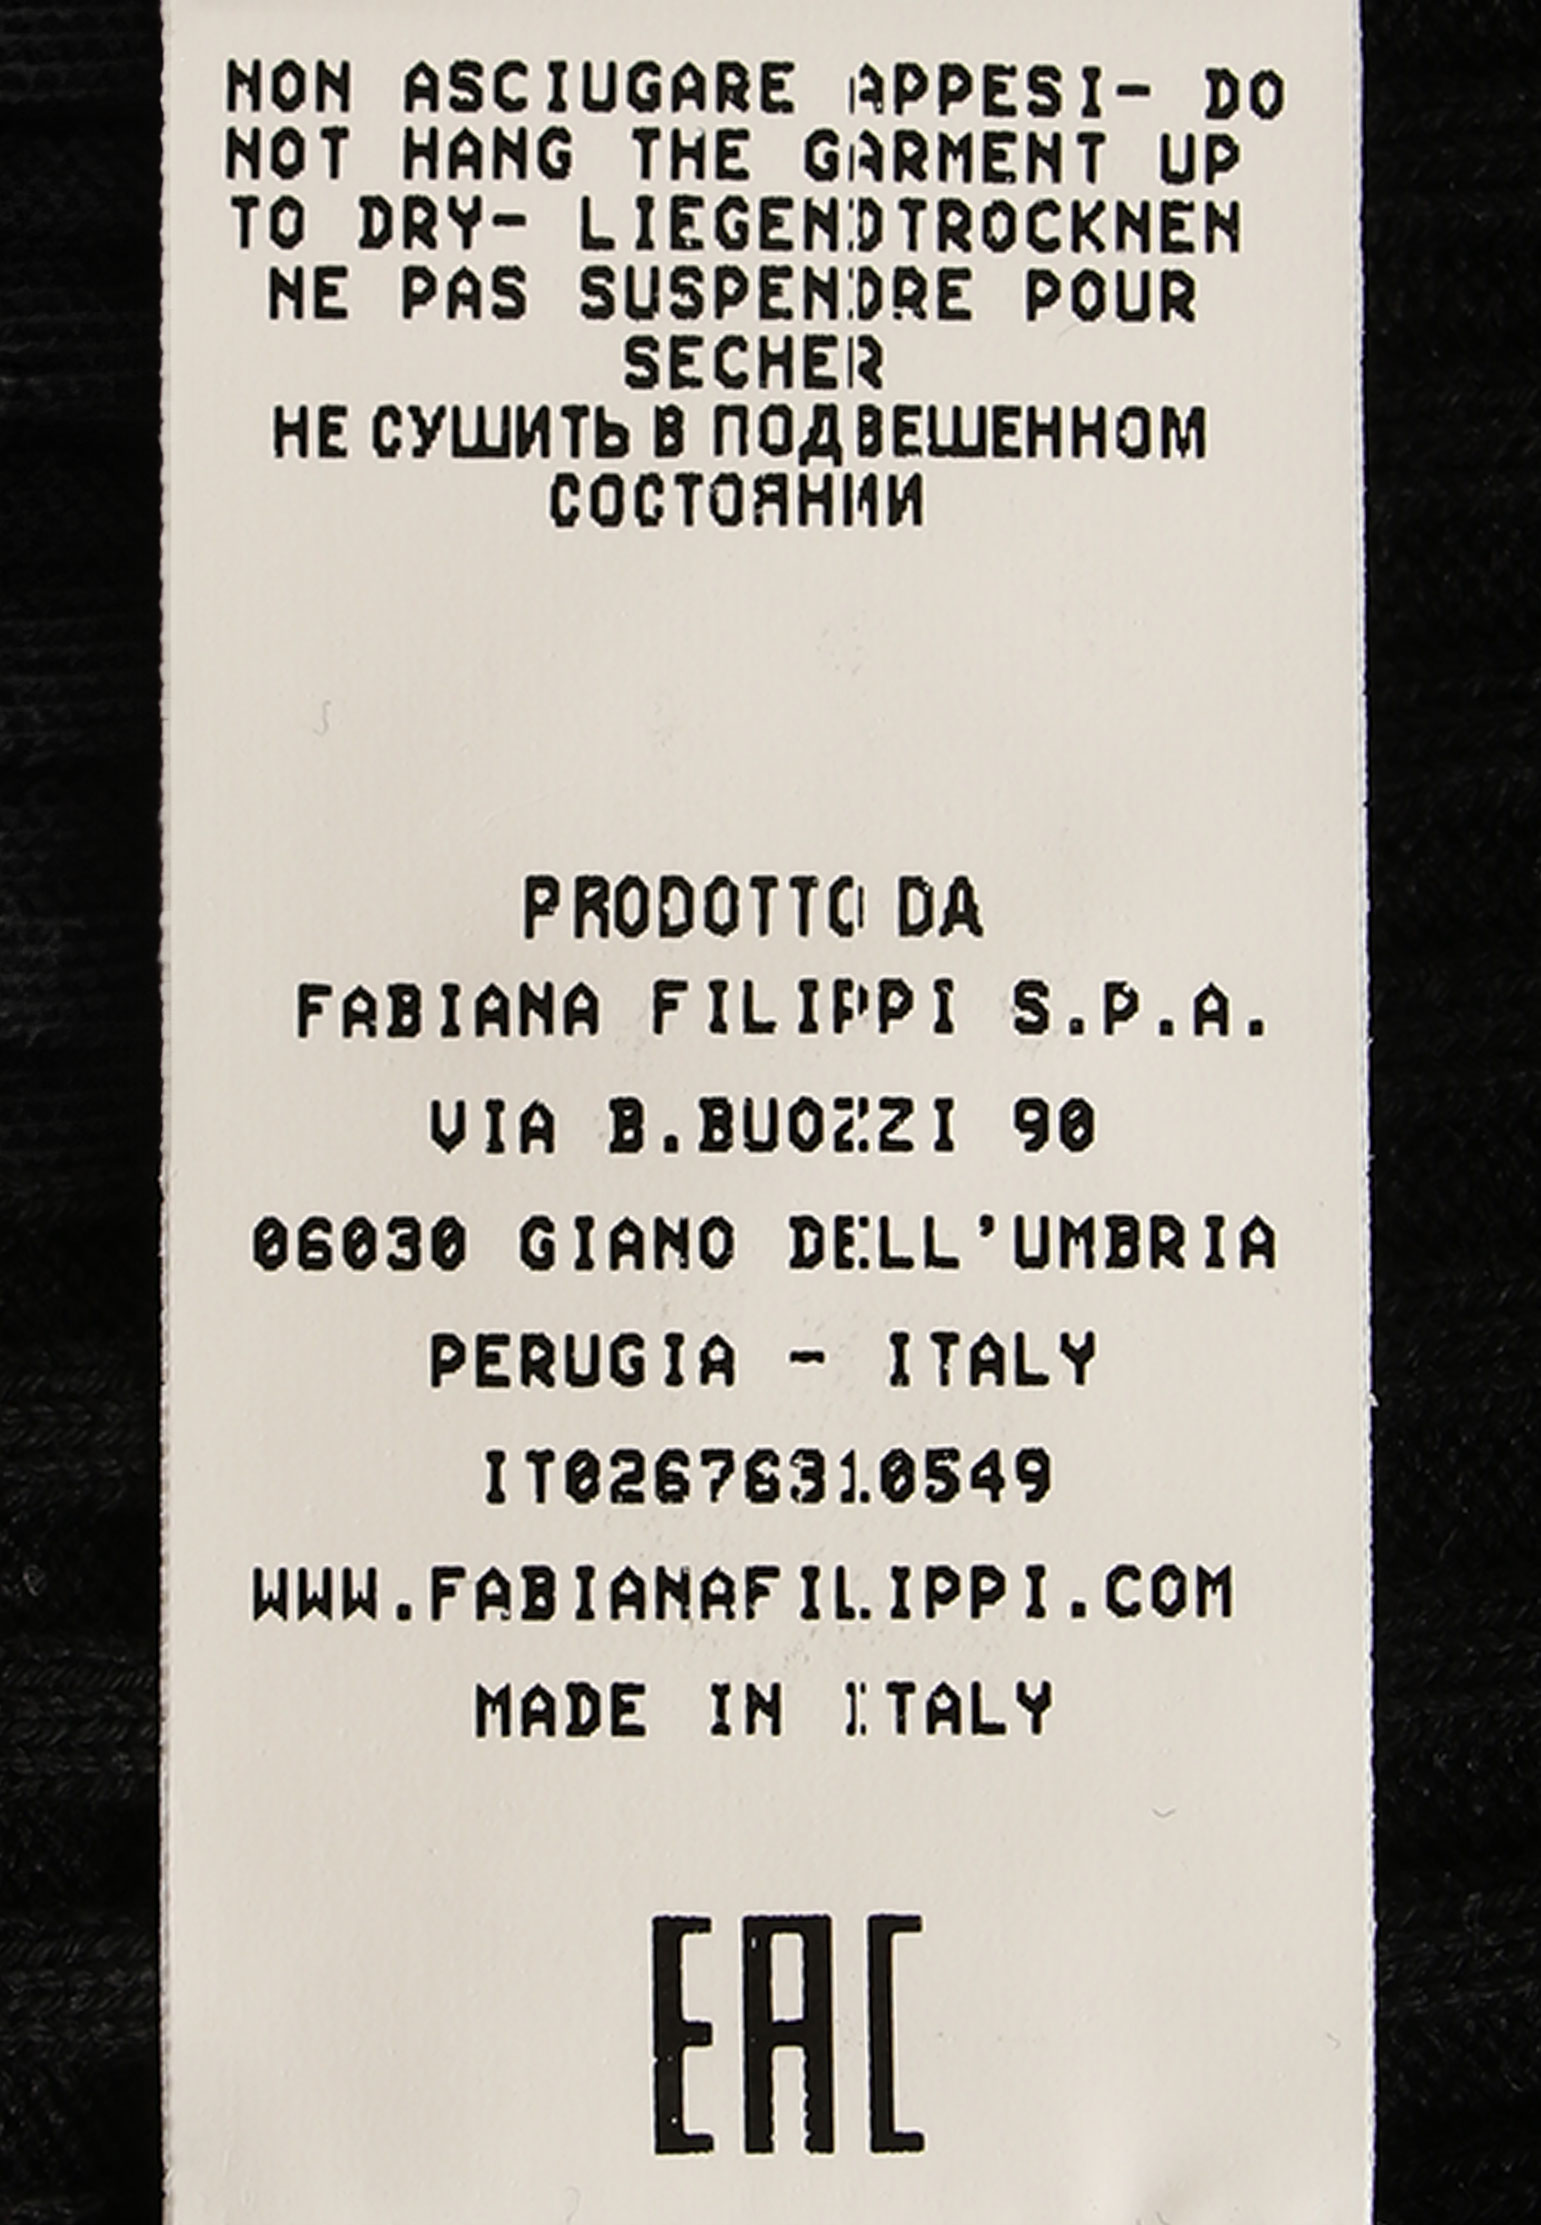 NON ASCIUGARE APPESI- DO
NOT HANG THE GARMENT UP
TO DRY- LIEGENDTROCKNEN
NE PAS SUSPENDRE POUR
SECHER
НЕ СУШИТЬ В ПОДВЕШЕННОМ
СОСТОЯНИИ
PRODOTTO DA
FABIANA FILIPPI S.P.A.
VIA B.BUOZZI 90
06030 GIANO DELL'UMBRIA
PERUGIA - ITALY
IT02676310549
WWW.FABIANAFILIPPI.COM
MADE IN ITALY
EAC